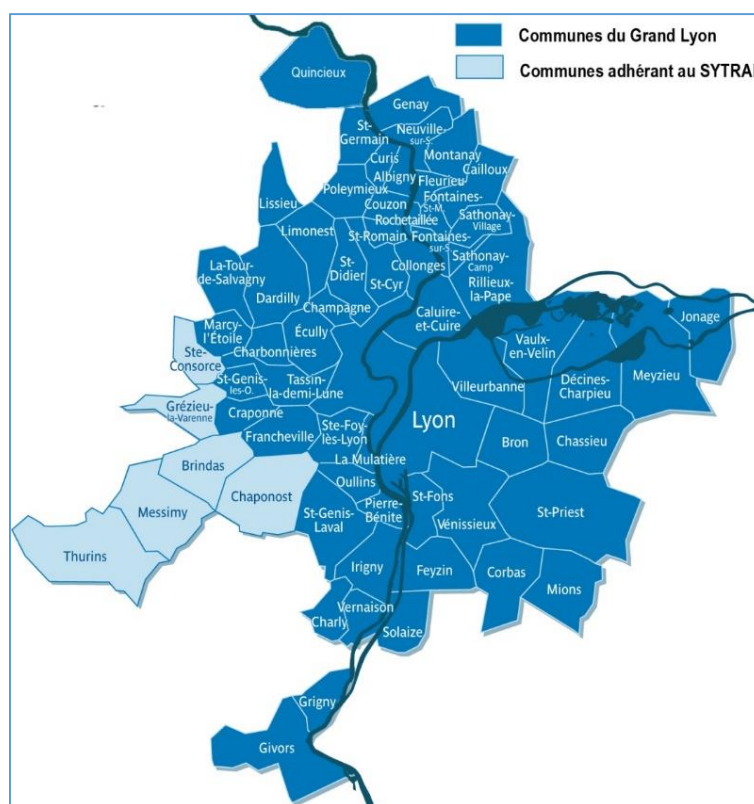 Communes du Grand Lyon
Communes adhérant au SYTRAI
Quincieux
Genay
St-
Germain
Neuville-
sur-S.
Curis
Montanay
Cailloux
Albigny
Fleurieu
Poleymieux
Couzon
Fontaines-
St-M.
Lissieu
Rochetaillée
Sathonay-
Village
Limonest
St-Romain
Fontaines-
sur-S.
La-Tour-
de-Salvagny
St-
Didier
Collonges
Sathonay-
Camp
St-Cyr
Rillieux-
la-Pape
Dardilly
Champagne
Caluire-
et-Cuire
Jonage
Marcy-
l'Étoile
Écully
Vaulx-
en-Velin
Ste-
Consorce
Charbonnières
Meyzieu
St-Genis-
les-O.
Tassin-
la-demi-Lune
Villeurbanne
Décines-
Charpieu
Grézieu-
la-Varenne
Craponne
Ste-Foy-
lès-Lyon
Lyon
Francheville
Bron
Chassieu
La Mulatière
Brindas
Oullins
Chaponost
St-Genis-
Laval
Pierre-
Bénite
St-Fons
Messimy
St-Priest
Vénissieux
Thurins
Irigny
Feyzin
Corbas
Mions
Vernaison
Charly
Solaize
Grigny
Givors